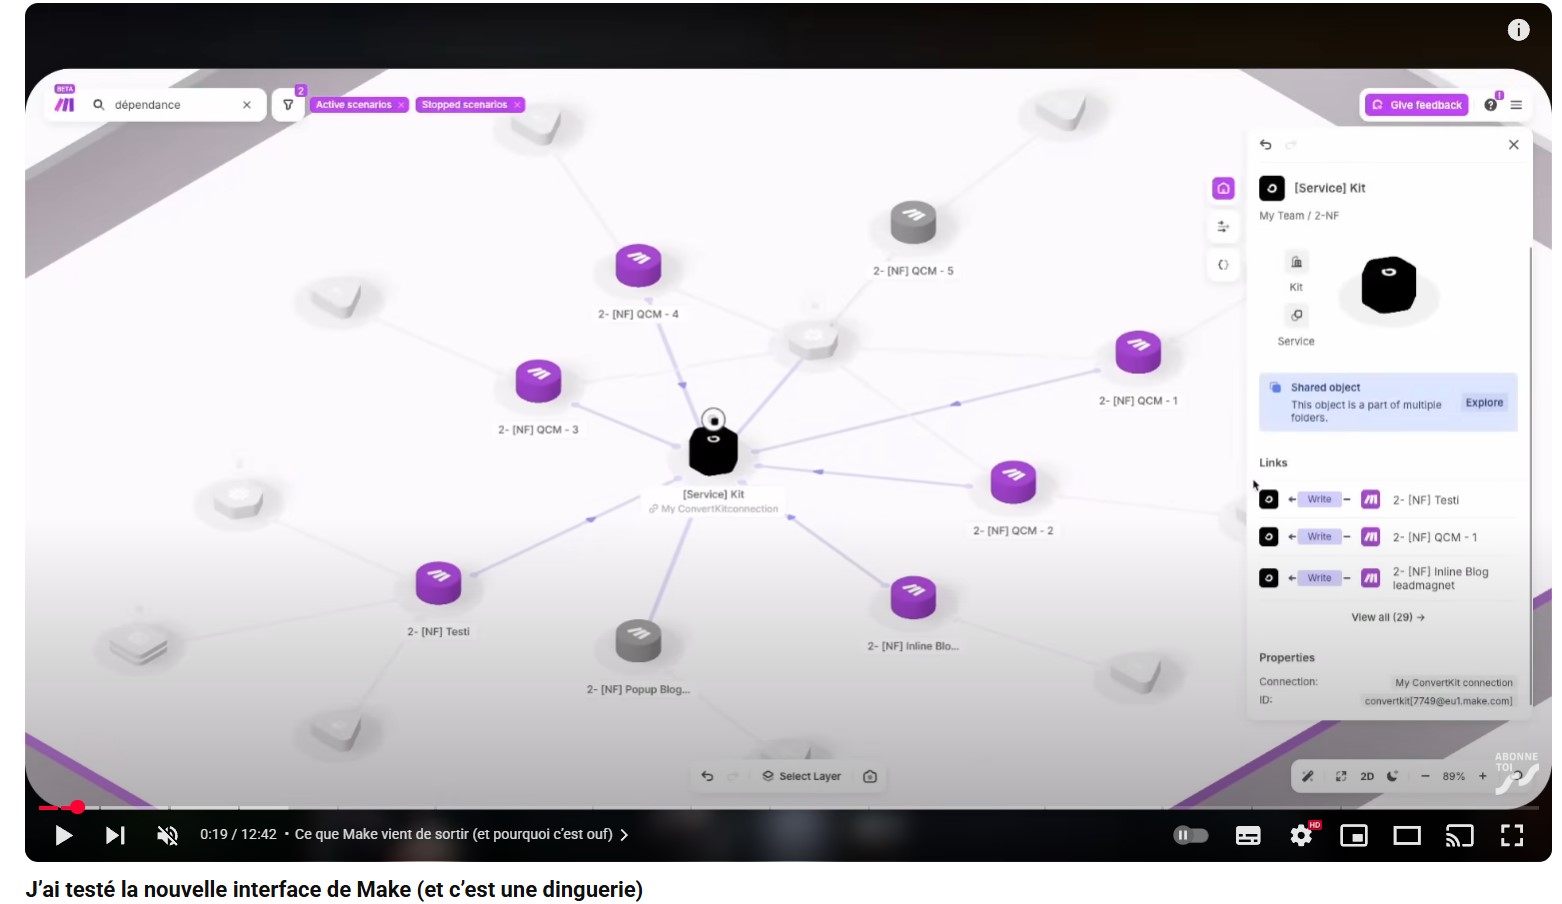 BETA
dépendance
2
Active scenarios ×
Stopped scenarios ×
Give feedback
1
[Service] Kit
My Team / 2-NF
Kit
Service
Shared object
This object is a part of multiple
folders.
Explore
Links
Write
2- [NF] Testi
Write
2- [NF] QCM - 1
Write
2- [NF] Inline Blog
leadmagnet
View all (29) →
Properties
Connection:
My ConvertKit connection
ID:
convertkit[7749@eu1.make.com]
2- [NF] QCM - 5
2- [NF] QCM - 4
2- [NF] QCM - 1
2- [NF] QCM - 3
[Service] Kit
My ConvertKitconnection
2- [NF] QCM - 2
2- [NF] Testi
2- [NF] Inline Blo...
2- [NF] Popup Blog...
Select Layer
2D
89%
ABONNE
TOI
0:19 / 12:42 • Ce que Make vient de sortir (et pourquoi c'est ouf)
HD
J'ai testé la nouvelle interface de Make (et c'est une dinguerie)